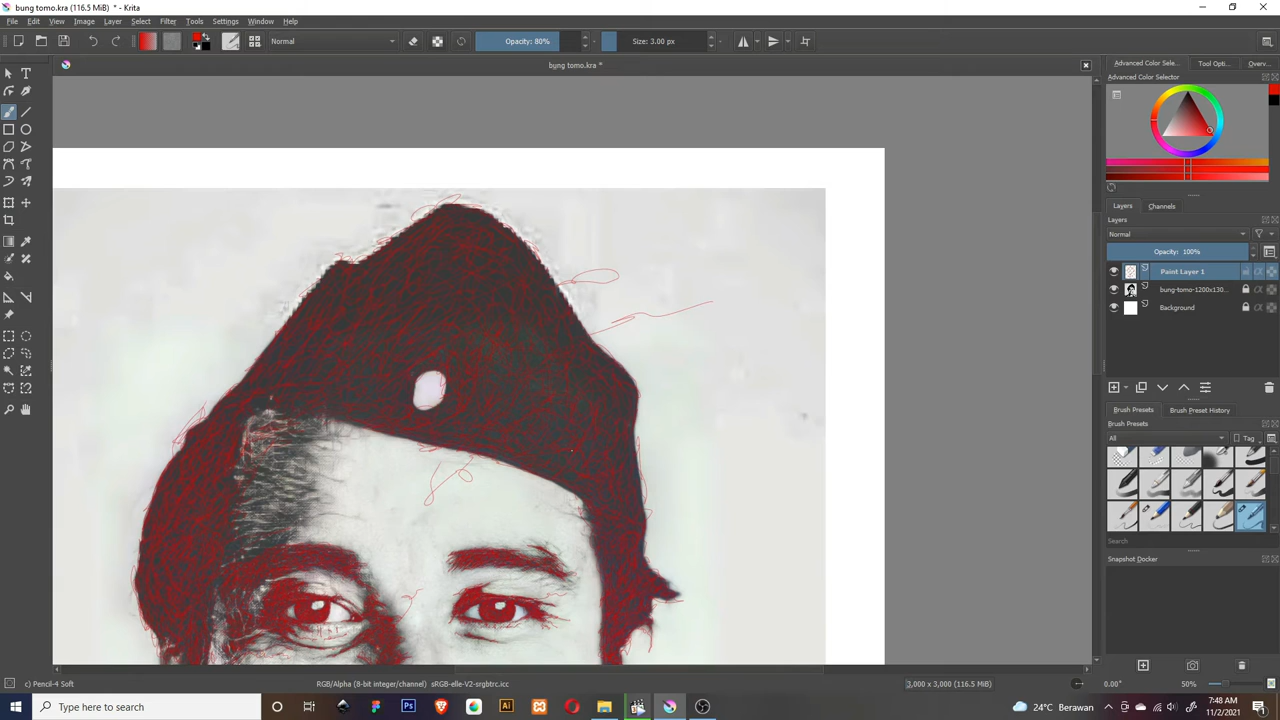 bung tomo.kra (116.5 MiB) * - Krita
File Edit View Image Layer Select Filter Tools Settings Window Help
Normal
Opacity: 80%
Size: 3.00 px
bung tomo.kra *
Advanced Color Sele... Tool Opti... Overv...
Advanced Color Selector
Layers Channels
Layers
Normal
Opacity: 100%
Paint Layer 1
bung-tomo-1200x130...
Background
Brush Presets Brush Preset History
Brush Presets
All
Tag
Search
Snapshot Docker
c) Pencil-4 Soft
RGB/Alpha (8-bit integer/channel) sRGB-elle-V2-srgbtrc.icc
3,000 x 3,000 (116.5 MiB)
0.00°
50%
Type here to search
24°C Berawan
7:48 AM
11/2/2021